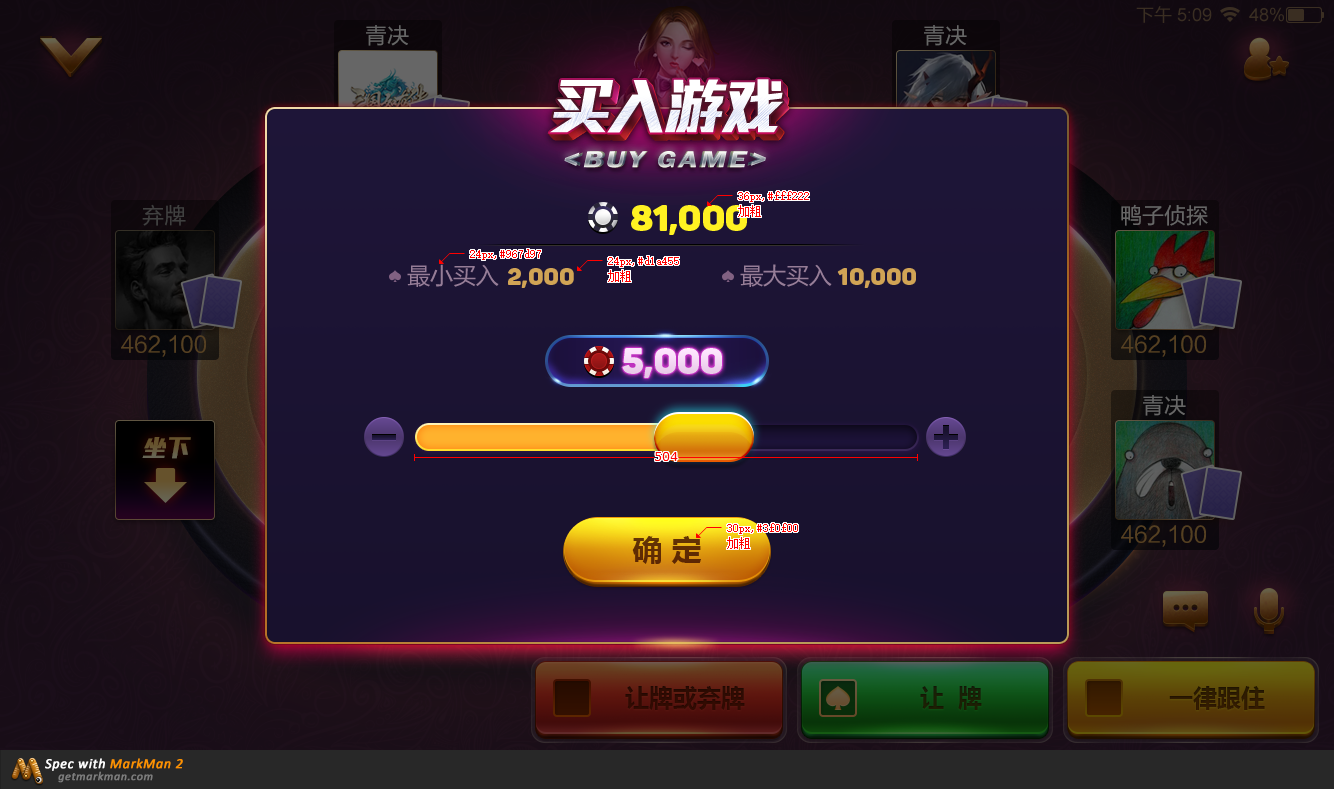 下午 5:09 48%
青决
青决
买入游戏
<BUY GAME>
36px,#fff222
加粗
81,000
弃牌
鸭子侦探
24px,#967d97
24px,#d1a455
加粗
最小买入 2,000
最大买入 10,000
462,100
462,100
5,000
青决
坐下
504
30px,#8f0f00
加粗
确 定
462,100
让牌或弃牌
让 牌
一律跟住
Spec with MarkMan 2
getmarkman.com